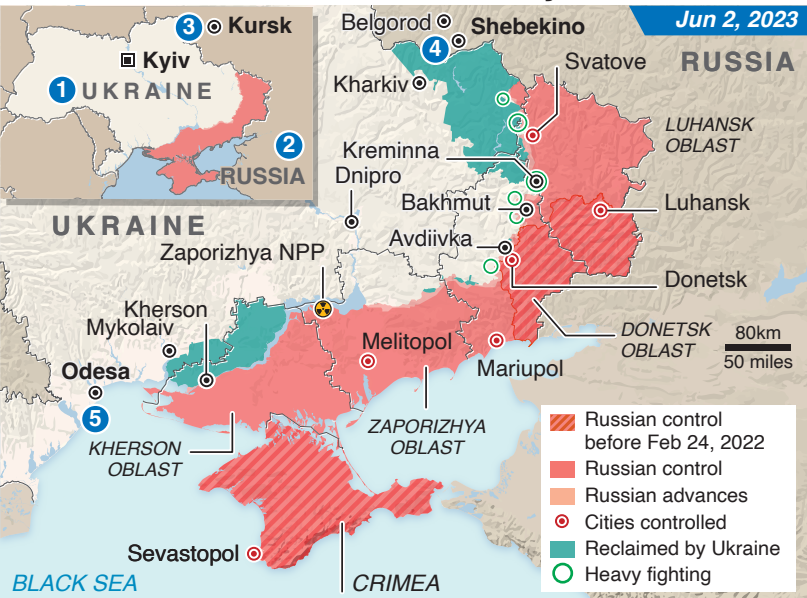 Jun 2, 2023
3
Kursk
Kyiv
1
UKRAINE
2
RUSSIA
Belgorod
4
Shebekino
Kharkiv
Svatove
RUSSIA
LUHANSK
OBLAST
Kreminna
Dnipro
Bakhmut
Luhansk
UKRAINE
Avdiivka
Zaporizhya NPP
Donetsk
Kherson
Mykolaiv
Melitopol
DONETSK
OBLAST
80km
50 miles
Mariupol
Odesa
5
KHERSON
OBLAST
ZAPORIZHYA
OBLAST
Russian control
before Feb 24, 2022
Russian control
Russian advances
Cities controlled
Reclaimed by Ukraine
Heavy fighting
Sevastopol
BLACK SEA
CRIMEA